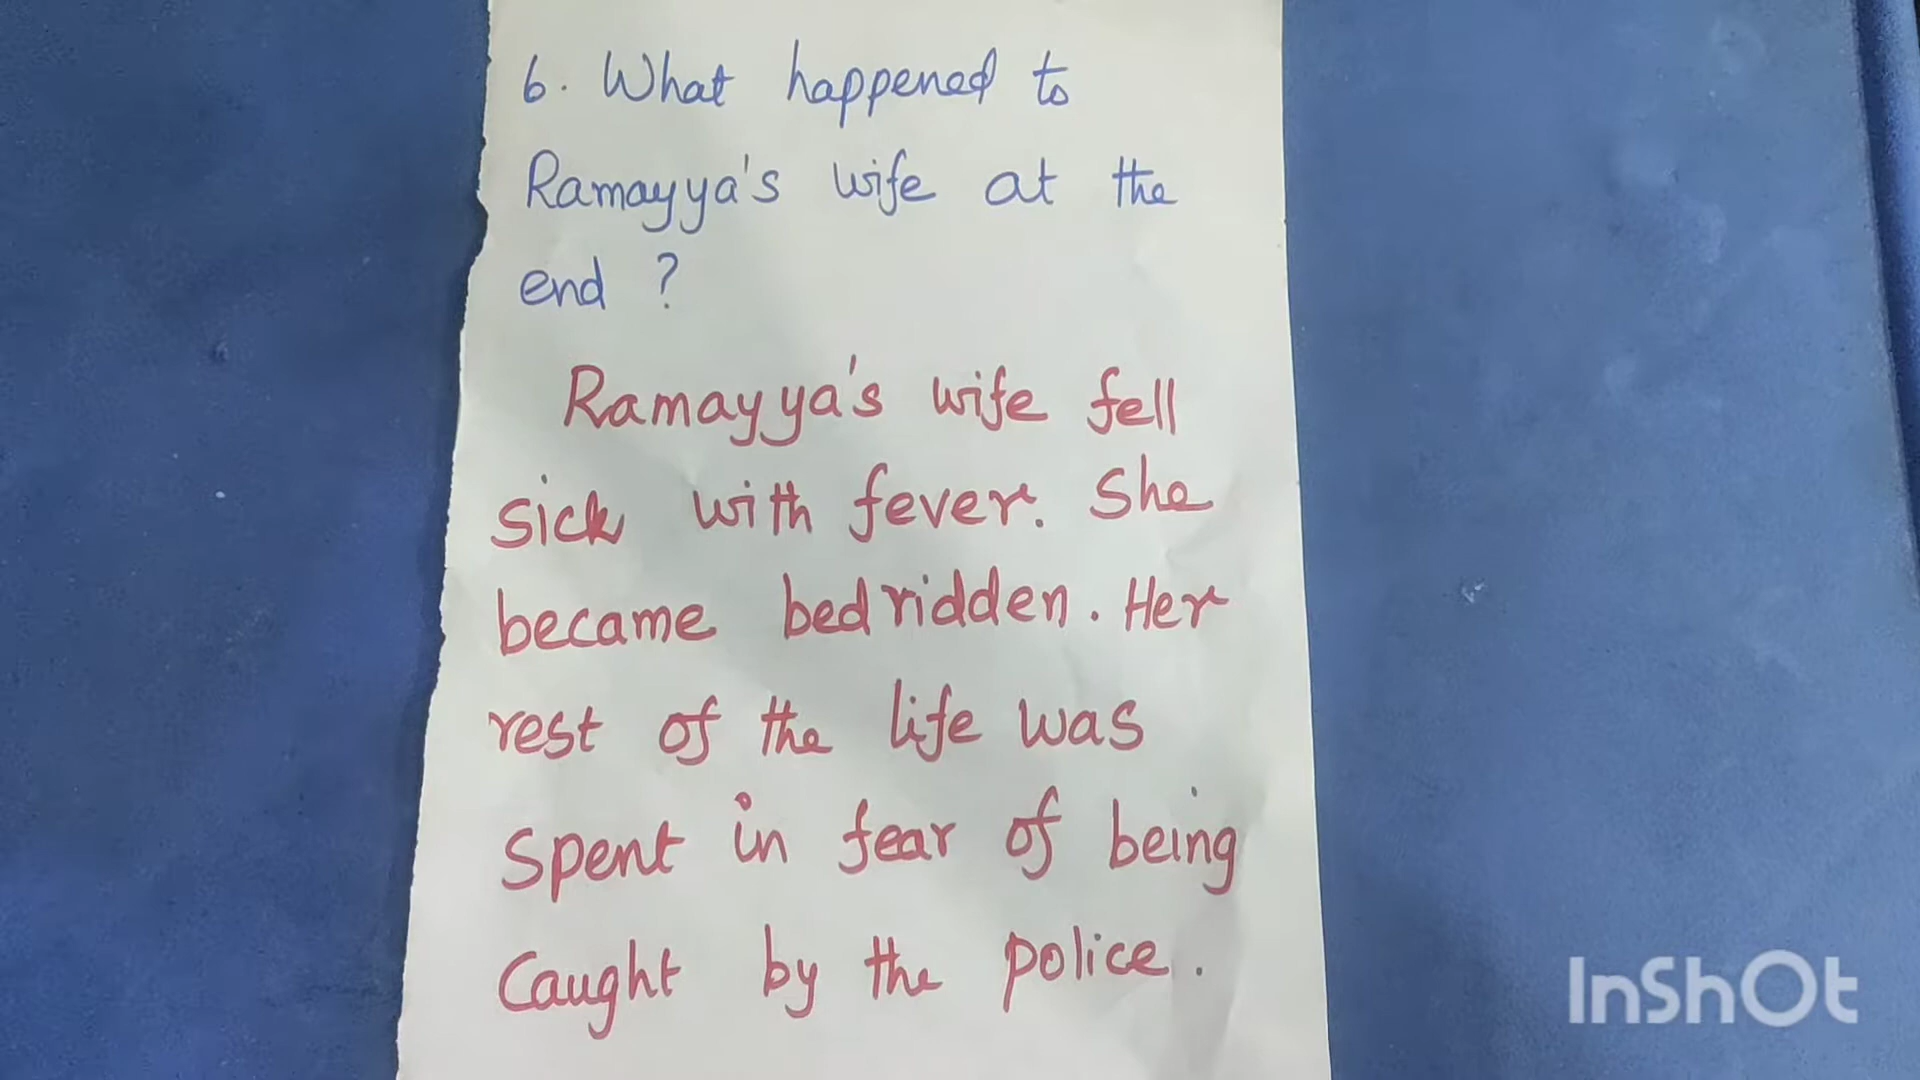 6. What happened to
Ramayya's wife at the
end ?
Ramayya's wife fell
sick with fever. She
became bedridden. Her
rest of the life was
spent in fear of being
caught by the police.
InShOt